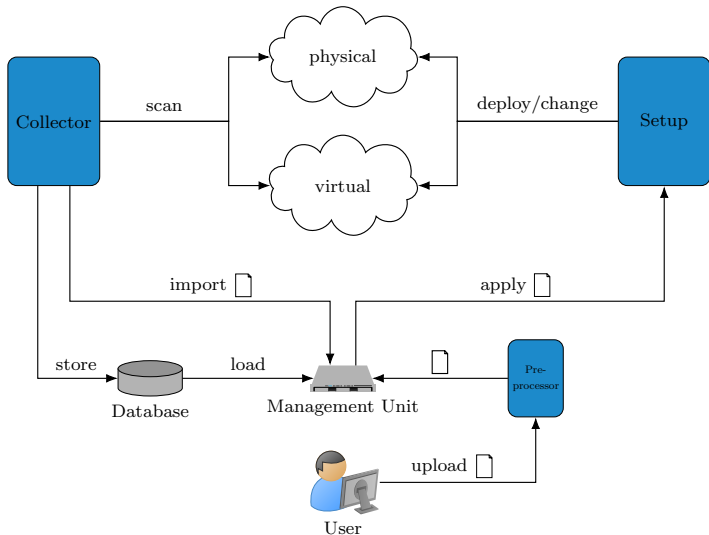 physical
scan
deploy/change
Collector
Setup
virtual
import
apply
store
load
Pre-
processor
Database
Management Unit
upload
User